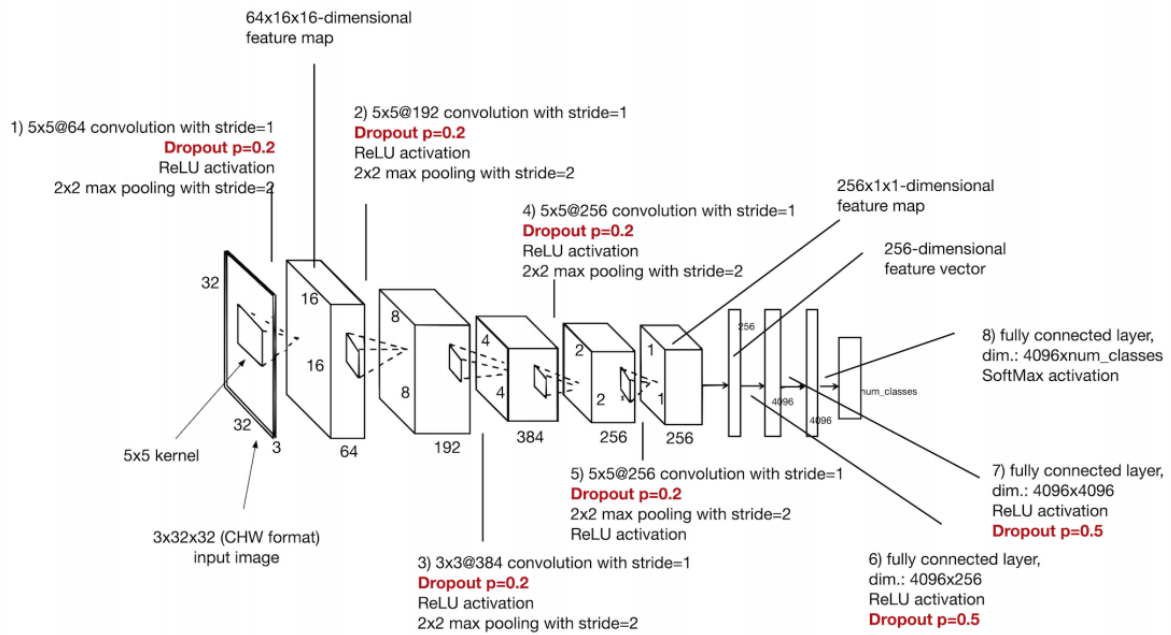 64x16x16-dimensional
feature map
1) 5x5@64 convolution with stride=1
Dropout p=0.2
ReLU activation
2x2 max pooling with stride=2
2) 5x5@192 convolution with stride=1
Dropout p=0.2
ReLU activation
2x2 max pooling with stride=2
4) 5x5@256 convolution with stride=1
Dropout p=0.2
ReLU activation
2x2 max pooling with stride=2
256x1x1-dimensional
feature map
256-dimensional
feature vector
32
32
3
16
16
64
8
8
192
4
4
384
2
2
256
1
1
256
256
4096
4096
num_classes
8) fully connected layer,
dim.: 4096xnum_classes
SoftMax activation
5x5 kernel
3x32x32 (CHW format)
input image
5) 5x5@256 convolution with stride=1
Dropout p=0.2
2x2 max pooling with stride=2
ReLU activation
3) 3x3@384 convolution with stride=1
Dropout p=0.2
ReLU activation
2x2 max pooling with stride=2
7) fully connected layer,
dim.: 4096x4096
ReLU activation
Dropout p=0.5
6) fully connected layer,
dim.: 4096x256
ReLU activation
Dropout p=0.5